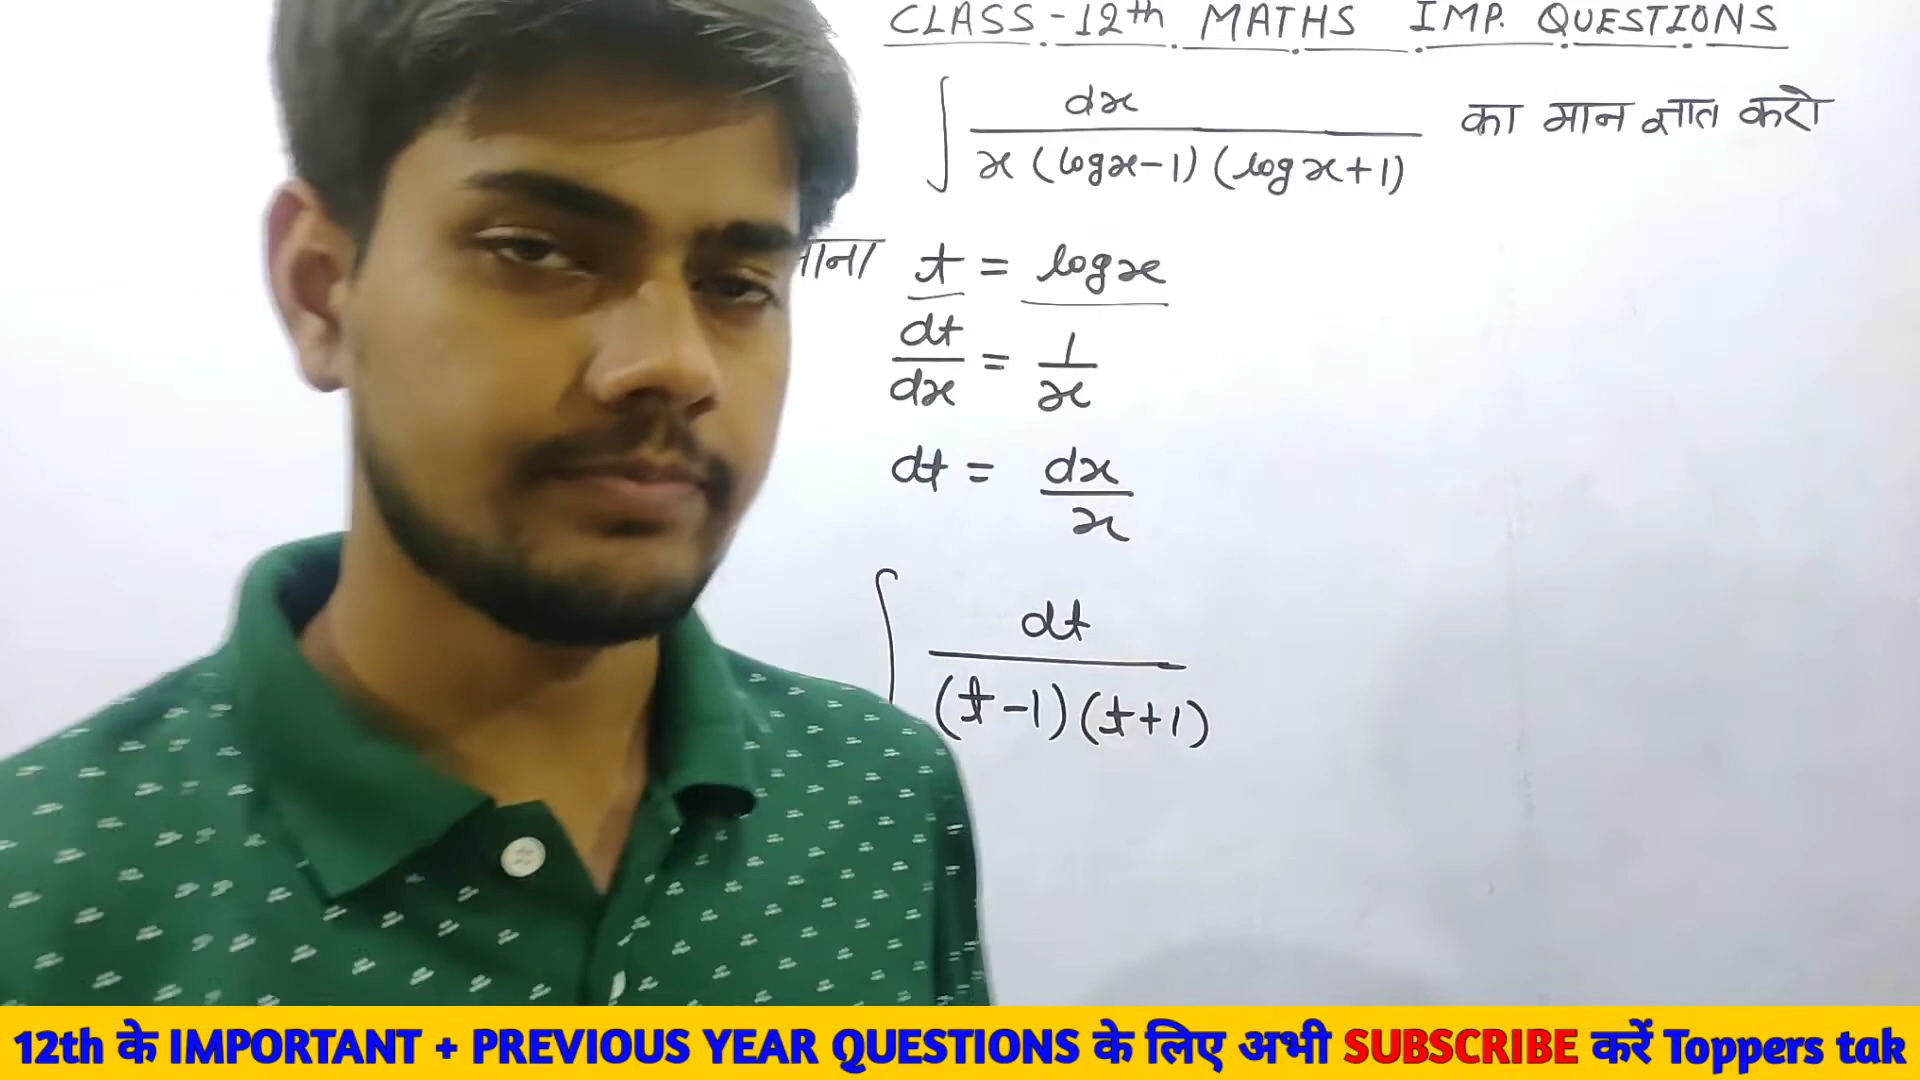 CLASS-12th MATHS IMP. QUESTIONS
∫ dx / x (logx-1) (logx+1) का मान ज्ञात करो
t = logx
dt/dx = 1/x
dt = dx/x
∫ dt / (t-1)(t+1)
12th के IMPORTANT + PREVIOUS YEAR QUESTIONS के लिए अभी SUBSCRIBE करें Toppers tak